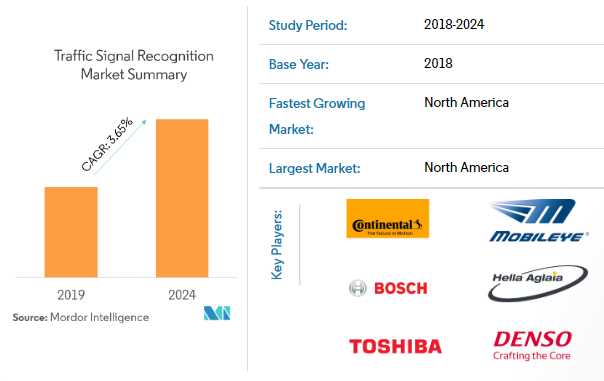 Traffic Signal Recognition
Market Summary
CAGR: 3.65%
2019
2024
Source: Mordor Intelligence
Study Period: 2018-2024
Base Year: 2018
Fastest Growing North America
Market:
Largest Market: North America
Key Players:
Continental
The Future in Motion
MOBILEYE®
BOSCH
Hella Aglaia
TOSHIBA
DENSO
Crafting the Core